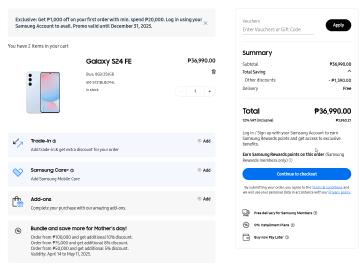 Exclusive: Get ₱1,000 off on your first order with min. spend ₱20,000. Log in using your
Samsung Account to avail. Promo valid until December 31, 2025.
You have 2 items in your cart
Galaxy S24 FE
₱36,990.00
Blue, 8GB|256GB
In stock
1
Trade-in
Add trade-in & get extra discount for your order
Add
Samsung Care+
Add Samsung Mobile Care
Add
Add-ons
Complete your purchase with our amazing add-ons.
Add
Bundle and save more for Mother's day!
Order from ₱100,000 and get additional 10% discount.
Order from ₱75,000 and get additional 8% discount.
Order from ₱50,000 and get additional 5% discount.
Validity: April 14 to May 11, 2025.
Vouchers
Enter Vouchers or Gift Code
Apply
Summary
Subtotal
₱36,990.00
Total Saving
Other discounts
Delivery
Free
Total
₱36,990.00
12% VAT (Inclusive)
Log in / Sign up with your Samsung Account to earn
Samsung Rewards points and get access to exclusive
benefits.
Earn Samsung Rewards points on this order (Samsung
Rewards members only)
Continue to checkout
By submitting your order, you agree to the terms & conditions and
we will use your personal data in accordance with our Privacy policy.
Free delivery for Samsung Members
0% Installment Plans
Buy now Pay Later